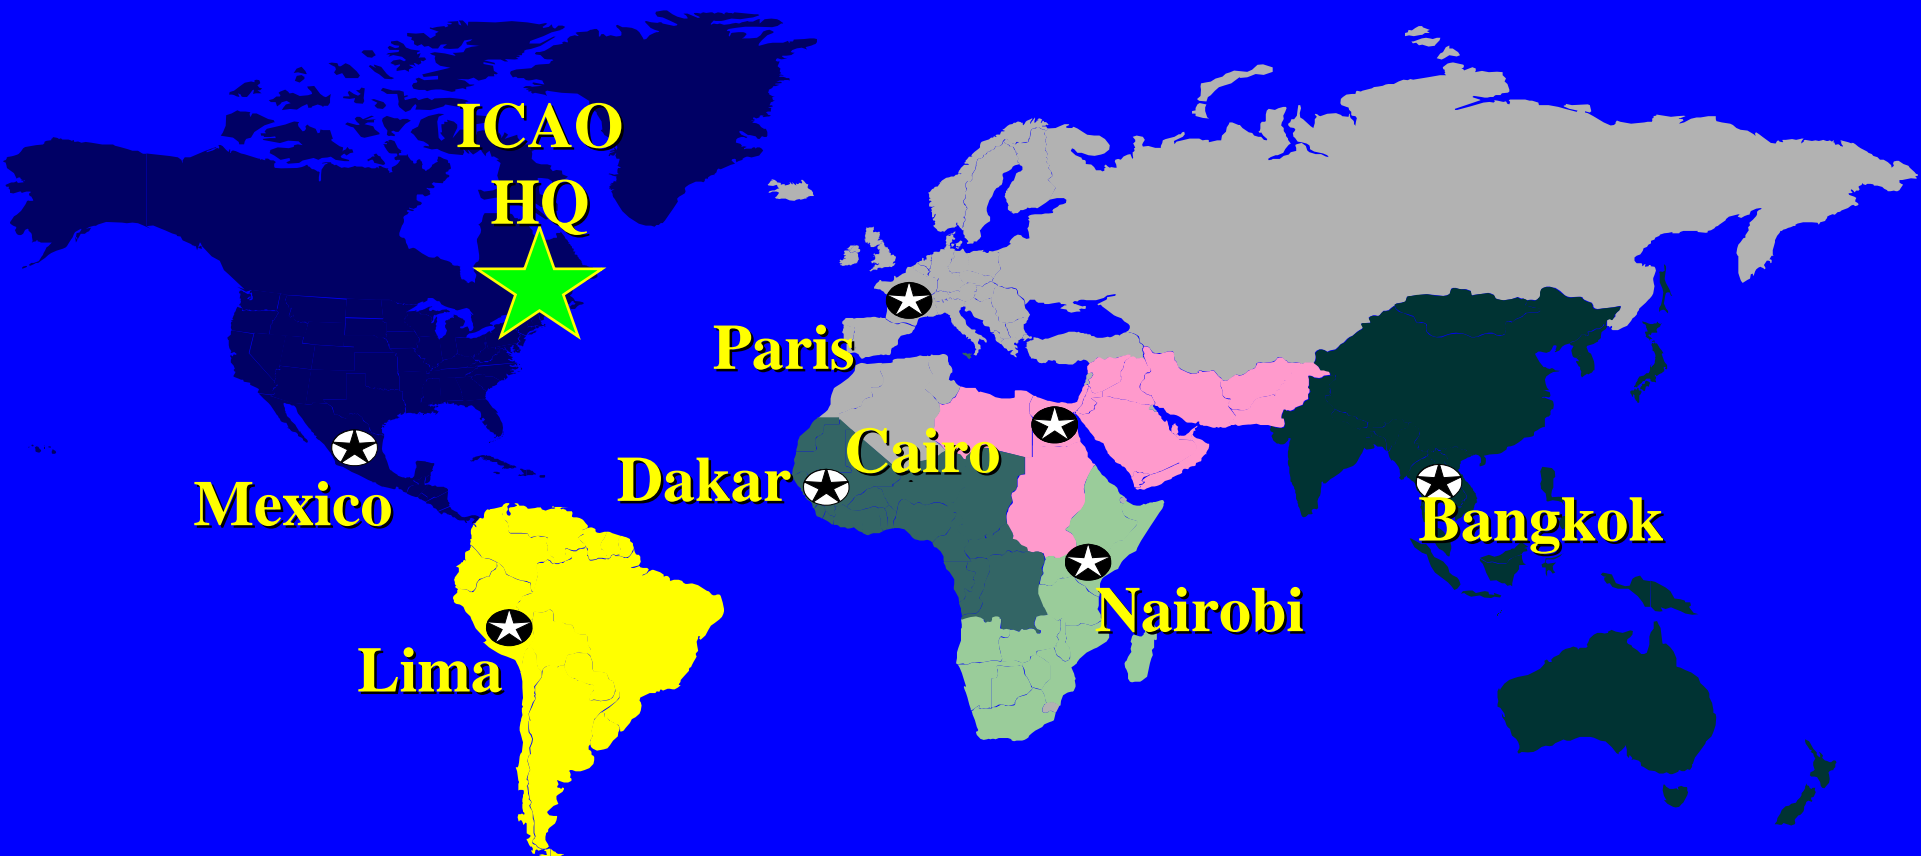 ICAO
HQ
Paris
Cairo
Dakar
Mexico
Bangkok
Nairobi
Lima